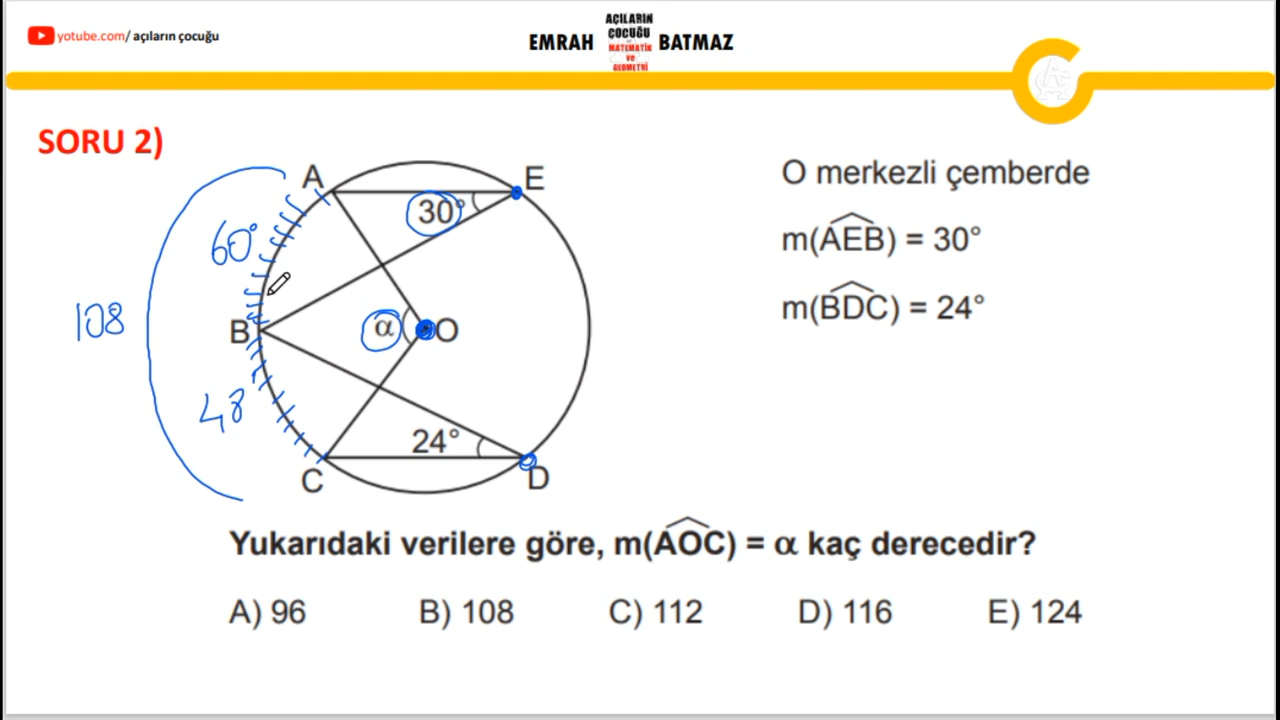 yotube.com/ açıların çocuğu
EMRAH
AÇILARIN
ÇOCUĞU
MATEMATİK
ve
GEOMETRİ
BATMAZ
SORU 2)
A
E
30°
60°
108
B
α
O
48
24°
C
D
O merkezli çemberde
m(AEB) = 30°
m(BDC) = 24°
Yukarıdaki verilere göre, m(AOC) = α kaç derecedir?
A) 96 B) 108 C) 112 D) 116 E) 124